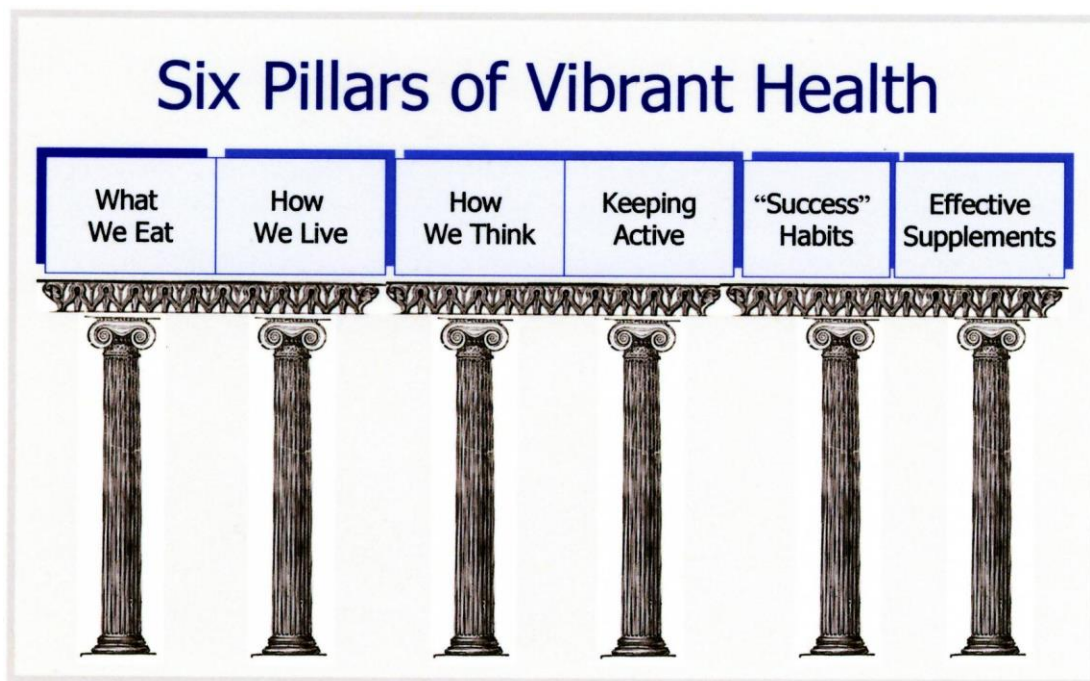 Six Pillars of Vibrant Health
What
We Eat
How
We Live
How
We Think
Keeping
Active
“Success”
Habits
Effective
Supplements